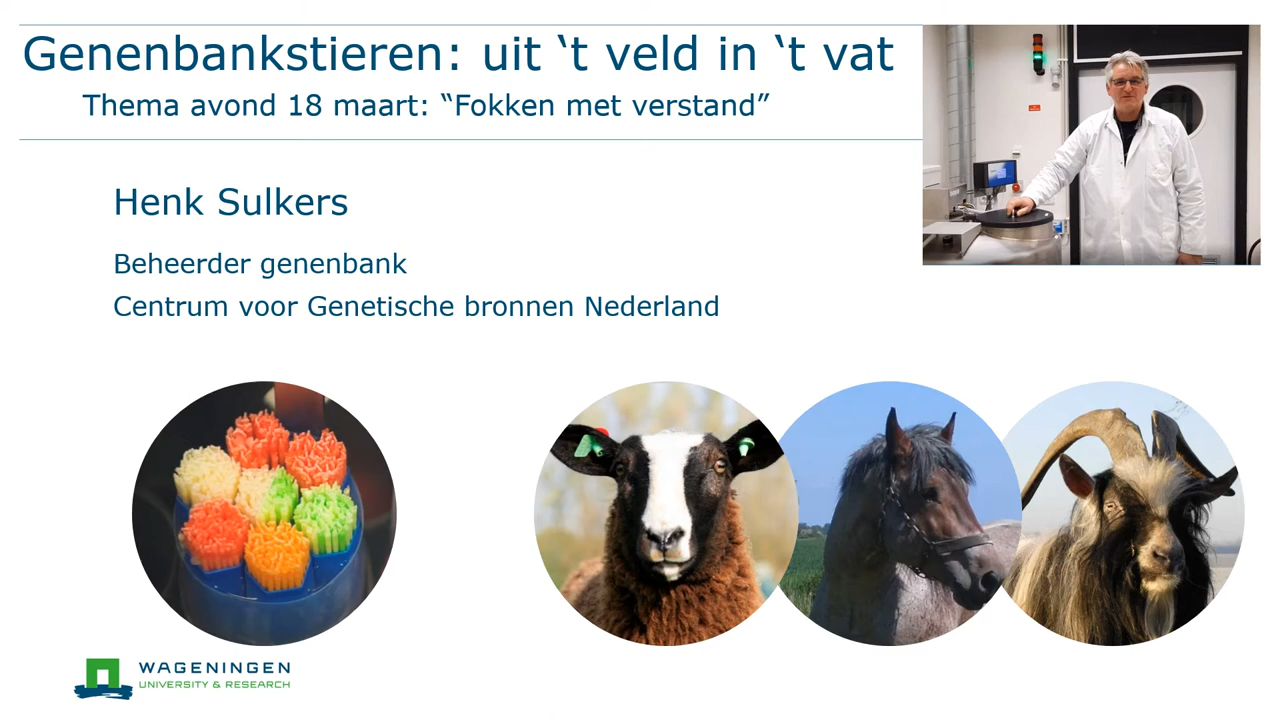 Genenbankstieren: uit ‘t veld in ‘t vat
Thema avond 18 maart: “Fokken met verstand”
Henk Sulkers
Beheerder genenbank
Centrum voor Genetische bronnen Nederland
WAGENINGEN
UNIVERSITY & RESEARCH